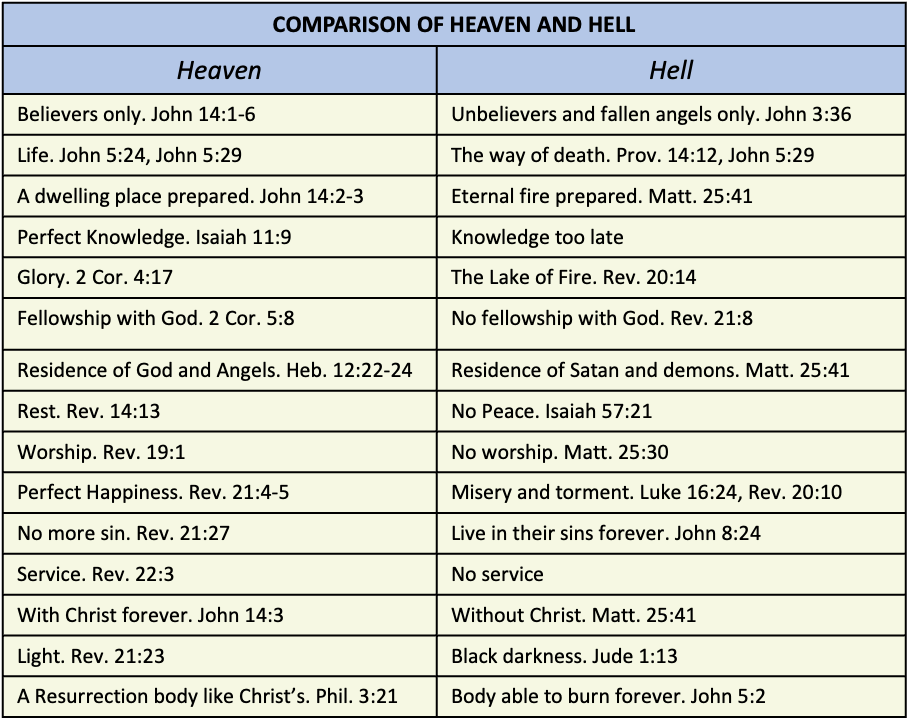 COMPARISON OF HEAVEN AND HELL
Heaven Hell
Believers only. John 14:1-6 Unbelievers and fallen angels only. John 3:36
Life. John 5:24, John 5:29 The way of death. Prov. 14:12, John 5:29
A dwelling place prepared. John 14:2-3 Eternal fire prepared. Matt. 25:41
Perfect Knowledge. Isaiah 11:9 Knowledge too late
Glory. 2 Cor. 4:17 The Lake of Fire. Rev. 20:14
Fellowship with God. 2 Cor. 5:8 No fellowship with God. Rev. 21:8
Residence of God and Angels. Heb. 12:22-24 Residence of Satan and demons. Matt. 25:41
Rest. Rev. 14:13 No Peace. Isaiah 57:21
Worship. Rev. 19:1 No worship. Matt. 25:30
Perfect Happiness. Rev. 21:4-5 Misery and torment. Luke 16:24, Rev. 20:10
No more sin. Rev. 21:27 Live in their sins forever. John 8:24
Service. Rev. 22:3 No service
With Christ forever. John 14:3 Without Christ. Matt. 25:41
Light. Rev. 21:23 Black darkness. Jude 1:13
A Resurrection body like Christ’s. Phil. 3:21 Body able to burn forever. John 5:2